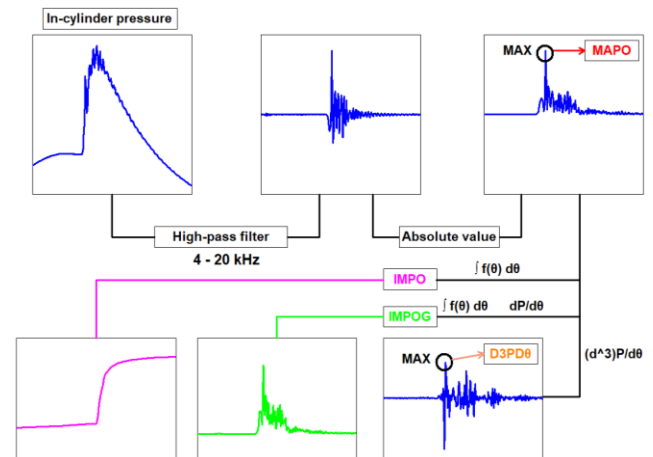 In-cylinder pressure
MAX
MAPO
High-pass filter
Absolute value
4 - 20 kHz
IMPO
∫ f(θ) dθ
IMPOG
∫ f(θ) dθ dP/dθ
MAX
D3PDθ
(d^3)P/dθ